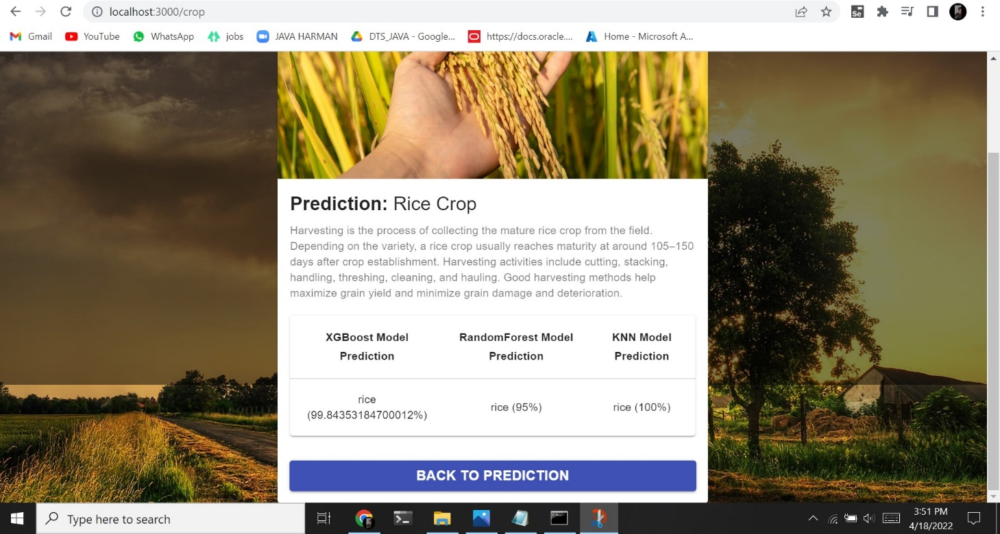 localhost:3000/crop
Se
Gmail YouTube WhatsApp jobs JAVA HARMAN DTS_JAVA - Google... https://docs.oracle.... Home - Microsoft A...
Prediction: Rice Crop
Harvesting is the process of collecting the mature rice crop from the field.
Depending on the variety, a rice crop usually reaches maturity at around 105–150
days after crop establishment. Harvesting activities include cutting, stacking,
handling, threshing, cleaning, and hauling. Good harvesting methods help
maximize grain yield and minimize grain damage and deterioration.
XGBoost Model RandomForest Model KNN Model
Prediction Prediction Prediction
rice
(99.84353184700012%) rice (95%) rice (100%)
BACK TO PREDICTION
Type here to search
3:51 PM
4/18/2022